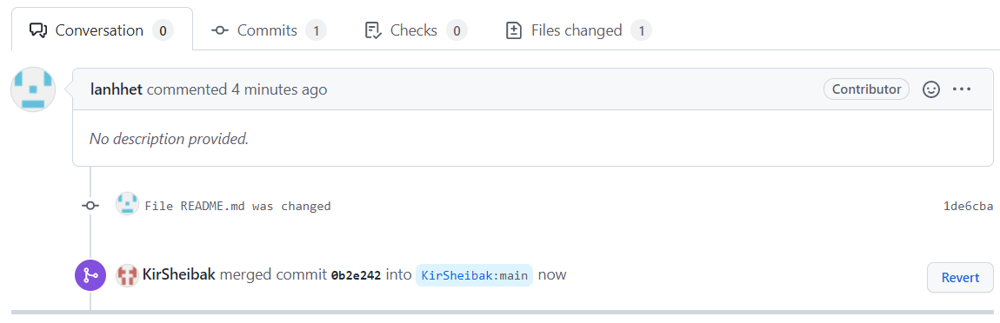 Conversation 0 Commits 1 Checks 0 Files changed 1
lanhhet commented 4 minutes ago Contributor
No description provided.
File README.md was changed 1de6cba
KirSheibak merged commit 0b2e242 into KirSheibak:main now Revert